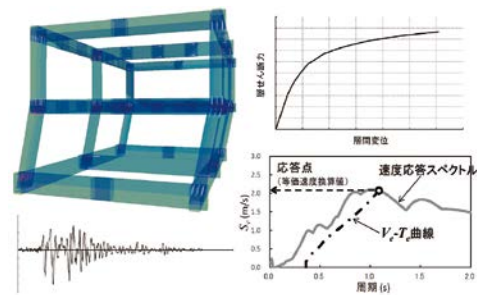 層せん断力
層間変位
応答点
(等価速度換算値)
速度応答スペクトル
Ve-Te曲線
Sv (m/s)
3.0
2.5
2.0
1.5
1.0
0.5
0.0
0.0 0.5 1.0 1.5 2.0
周期(s)